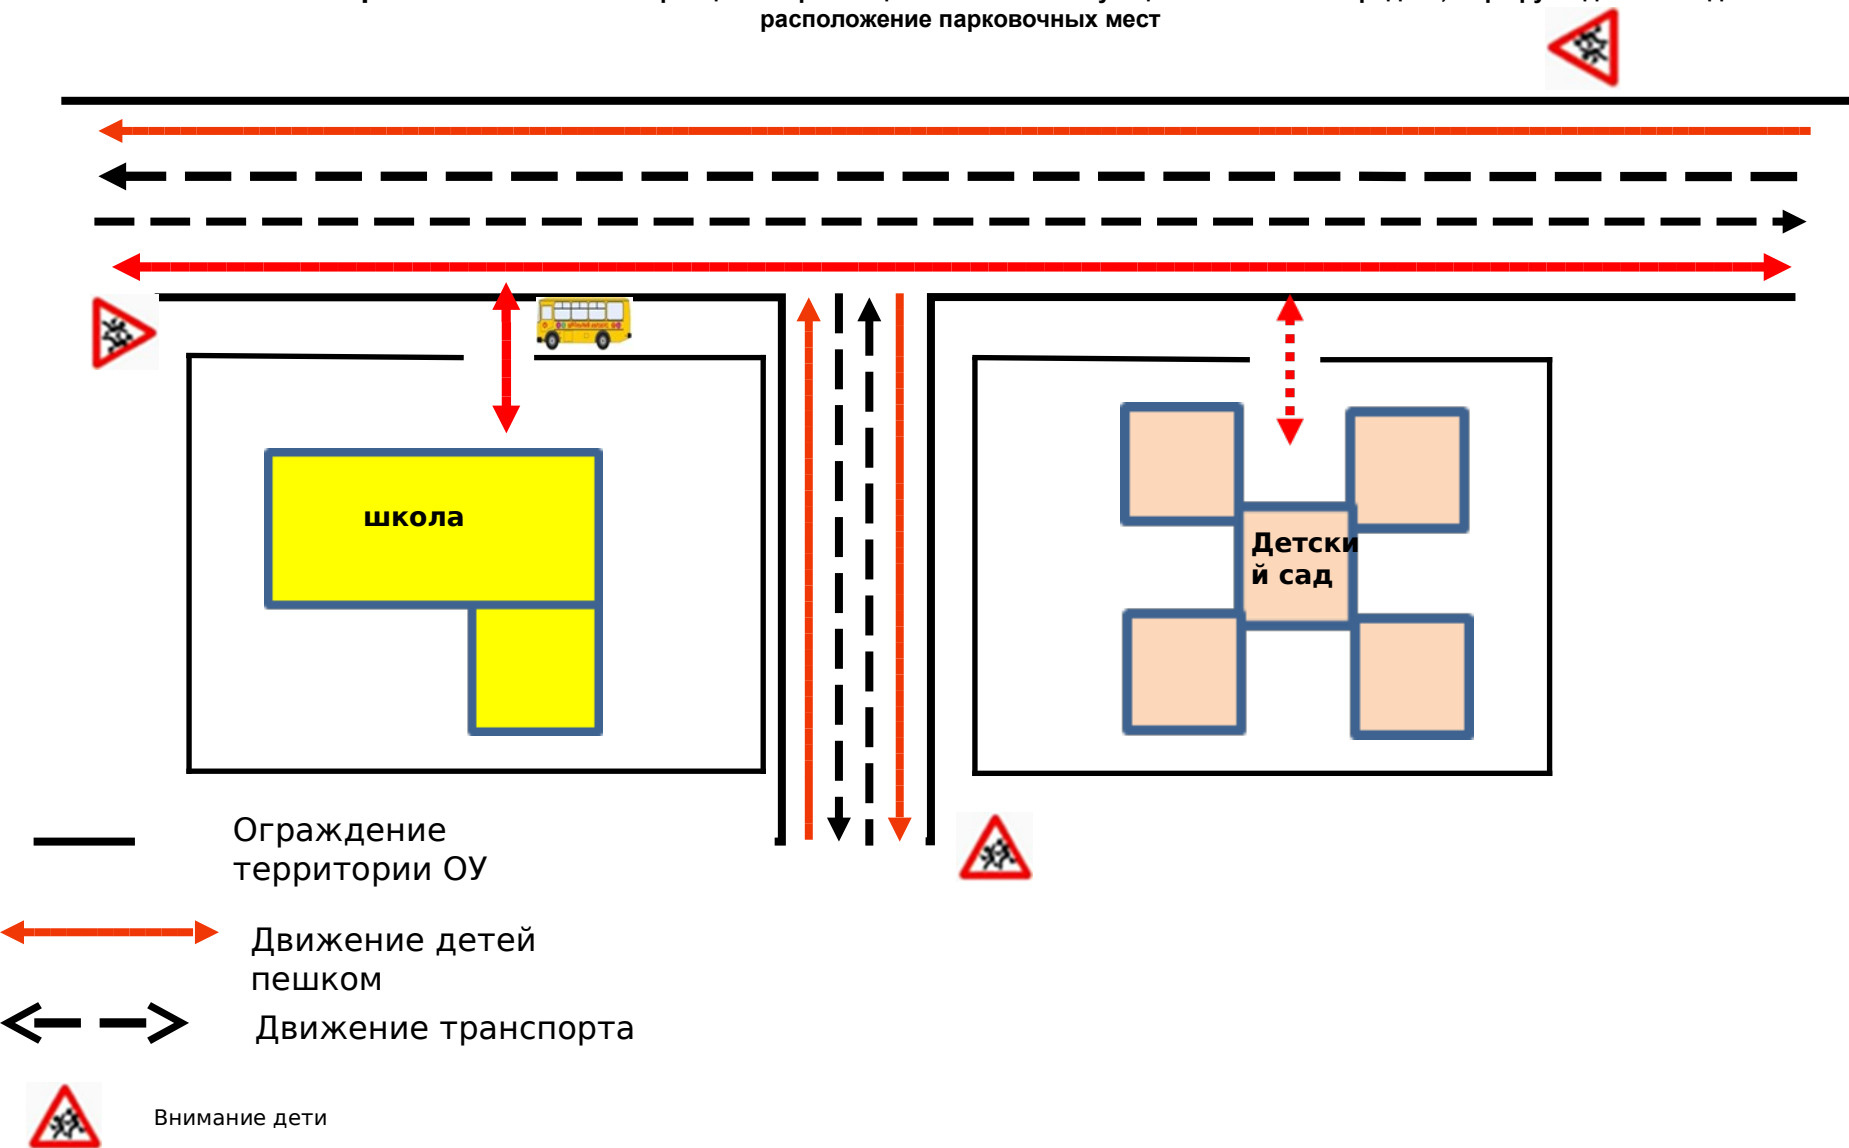 расположение парковочных мест
школа
Детски
й сад
Ограждение
территории ОУ
Движение детей
пешком
Движение транспорта
Внимание дети